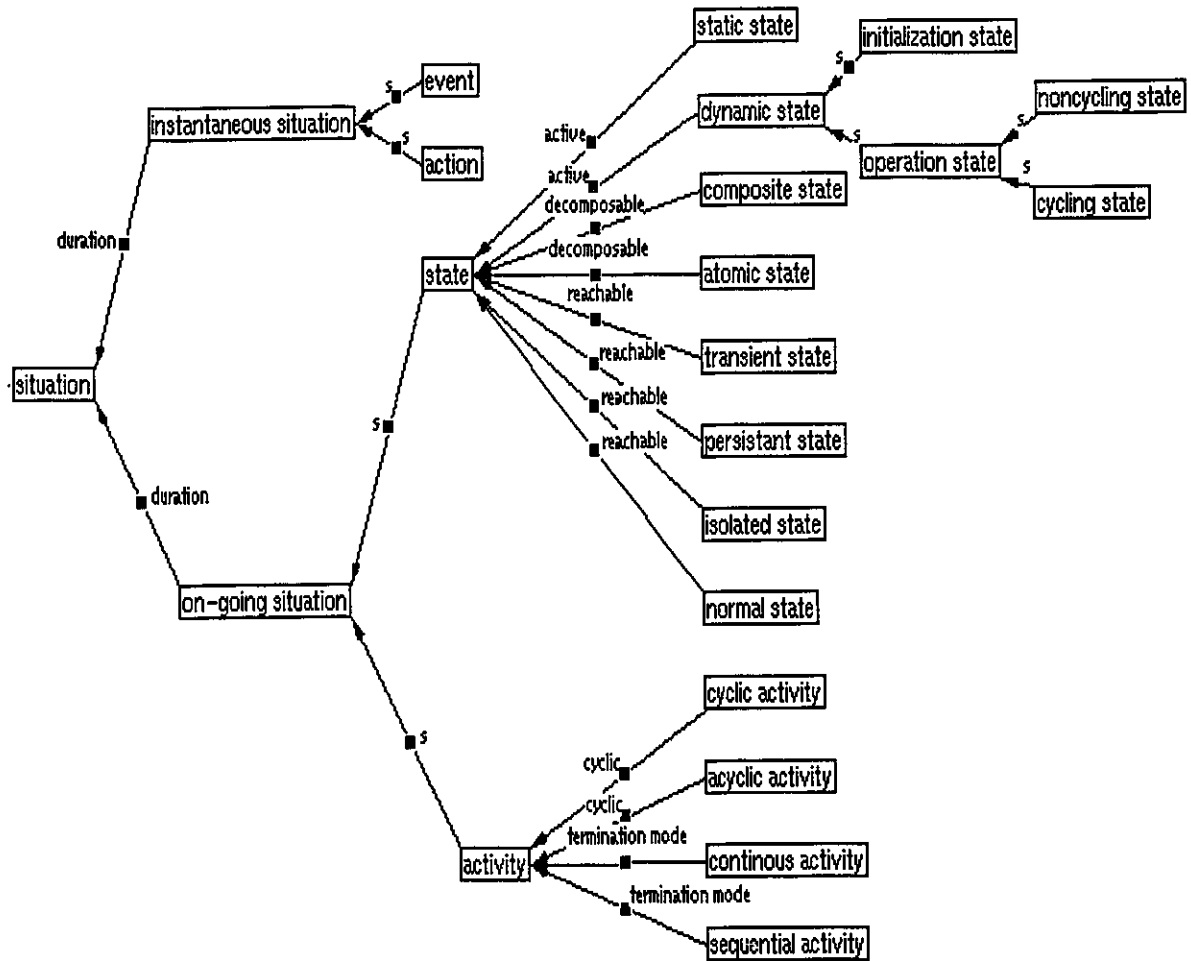 static state
initialization state
s
event
s
noncycling state
s
instantaneous situation
dynamic state
s
s
active
operation state
action
s
active
composite state
cycling state
decomposable
duration
decomposable
state
atomic state
reachable
transient state
reachable
situation
reachable
s
persistant state
reachable
duration
isolated state
on-going situation
normal state
cyclic activity
s
cyclic
acyclic activity
cyclic
termination mode
activity
continous activity
termination mode
sequential activity